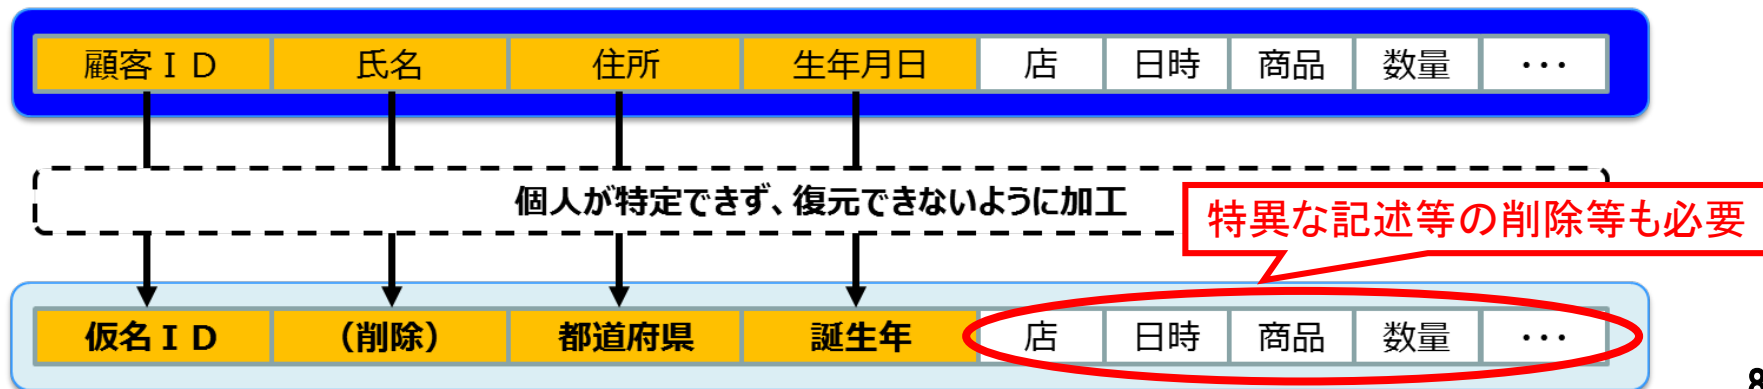 顧客ＩＤ 氏名 住所 生年月日 店 日時 商品 数量 ・・・
個人が特定できず、復元できないように加工
特異な記述等の削除等も必要
仮名ＩＤ （削除） 都道府県 誕生年 店 日時 商品 数量 ・・・